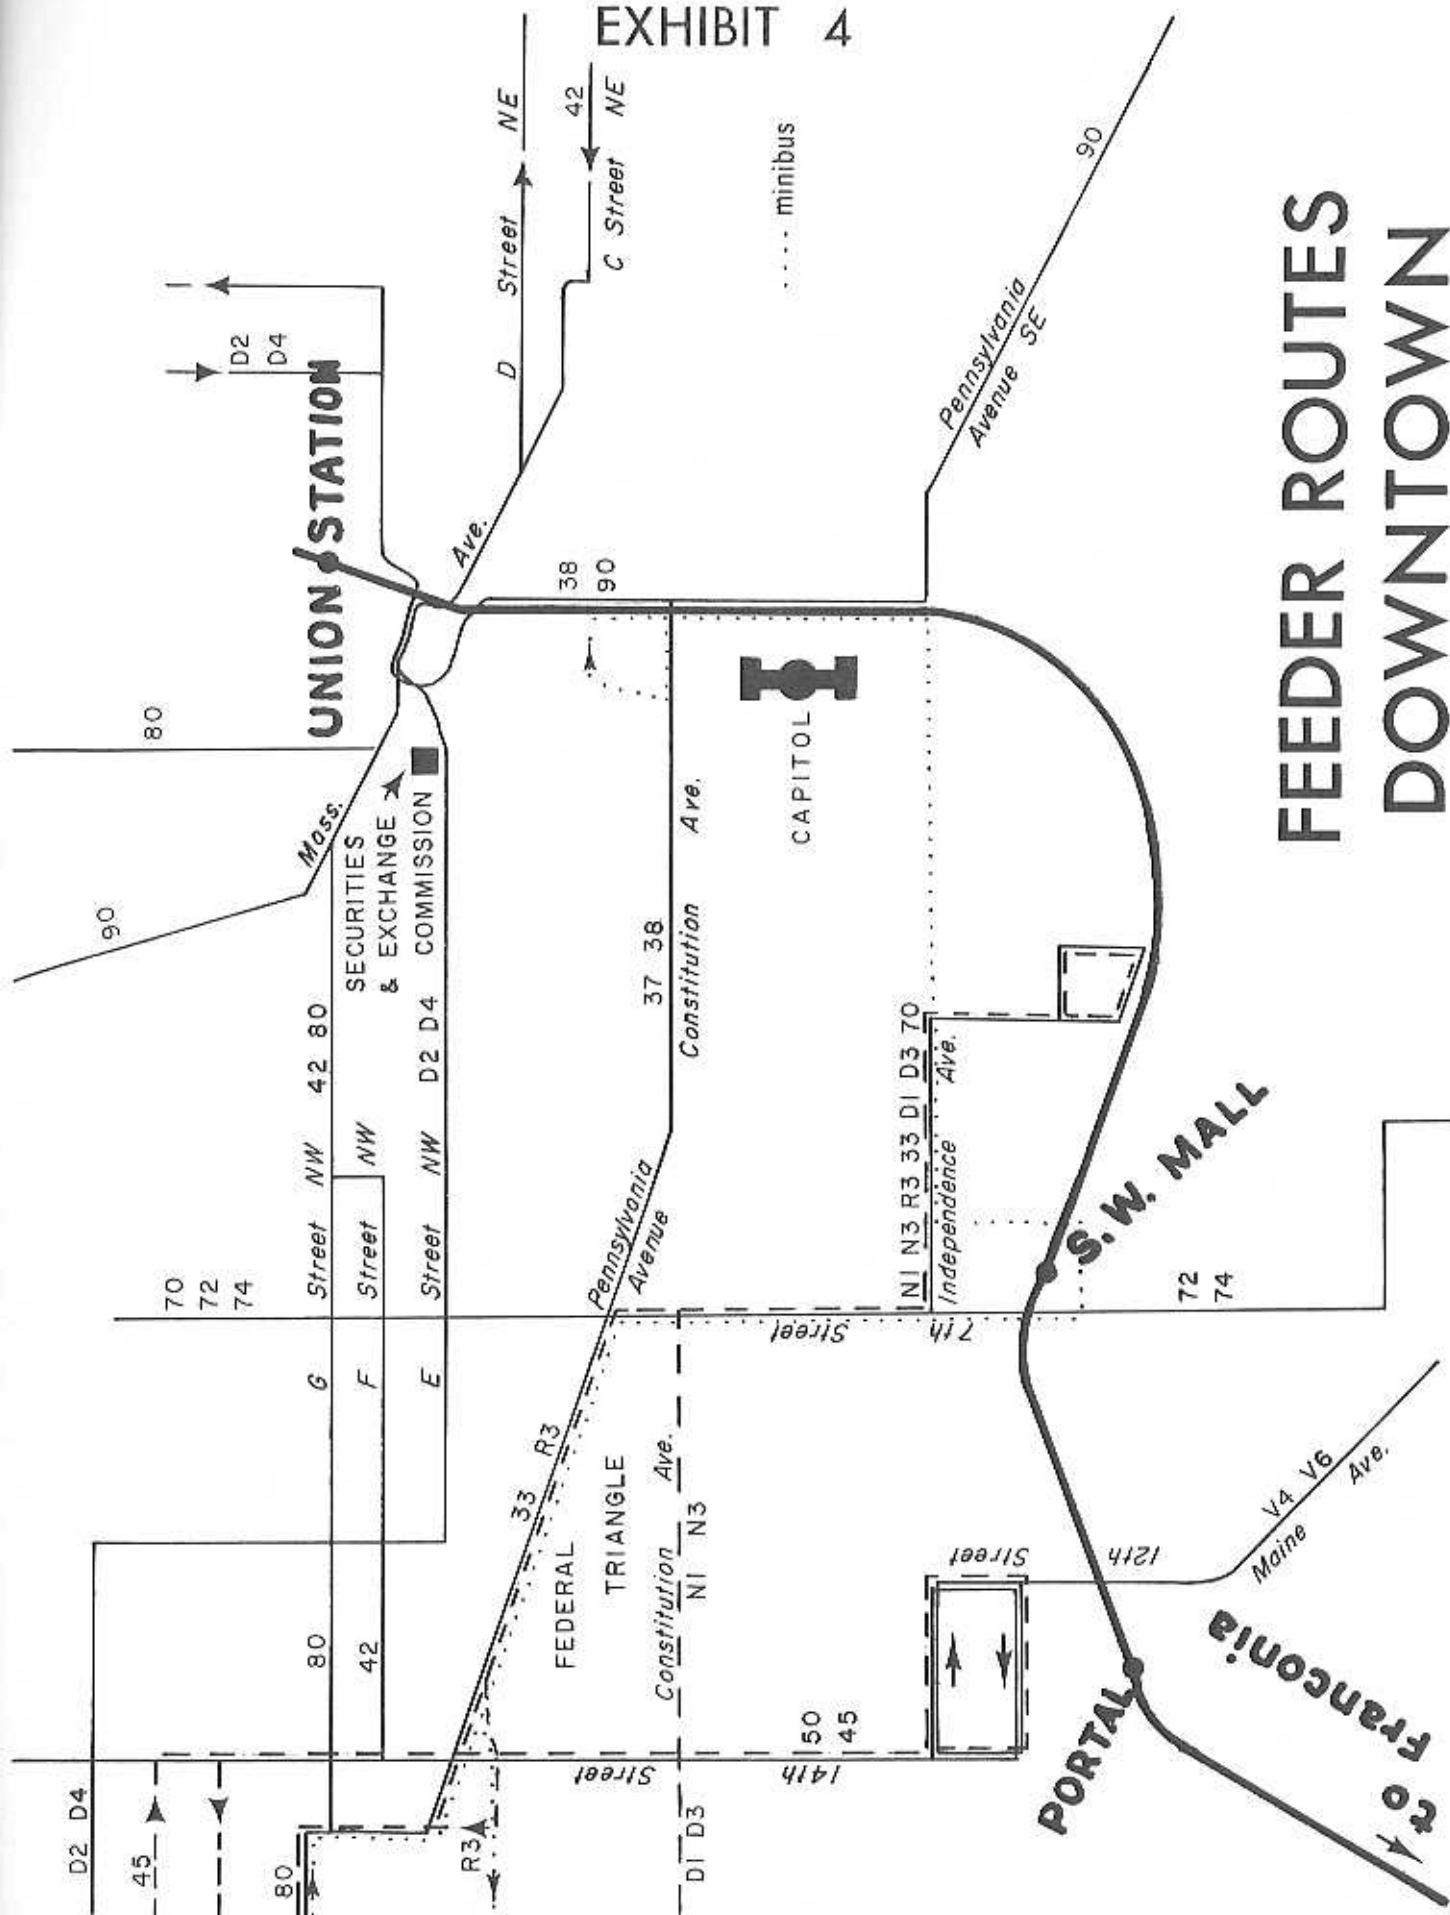 EXHIBIT 4
D Street NE
42
C Street NE
minibus
90
D2
D4
UNION STATION
Pennsylvania
Avenue SE
Ave.
38
90
80
Mass.
90
SECURITIES
& EXCHANGE
COMMISSION
CAPITOL
G Street NW 42 80
F Street NW
E Street NW D2 D4
37 38
Constitution Ave.
70
72
74
Pennsylvania
Avenue
N1 N3 R3 33 D1 D3 70
Independence Ave.
S. W. MALL
7th Street
72
74
33 R3
FEDERAL
TRIANGLE
Constitution Ave.
N1 N3
12th Street
V4 V6
Maine Ave.
80
42
50
45
14th Street
PORTAL
to
Franconia
D2 D4
45
80
R3
D1 D3
FEEDER ROUTES
DOWNTOWN